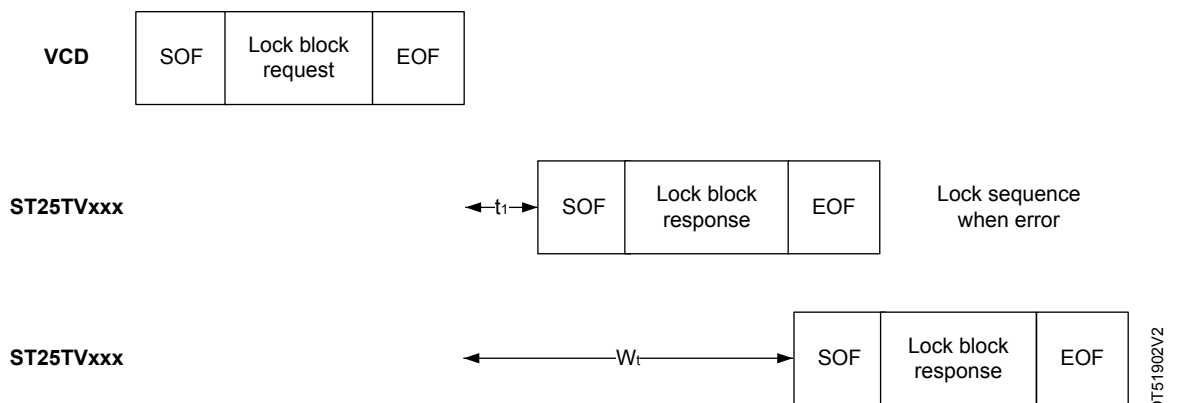 VCD
SOF
Lock block
request
EOF
ST25TVxxx
t1
SOF
Lock block
response
EOF
Lock sequence
when error
ST25TVxxx
Wt
SOF
Lock block
response
EOF